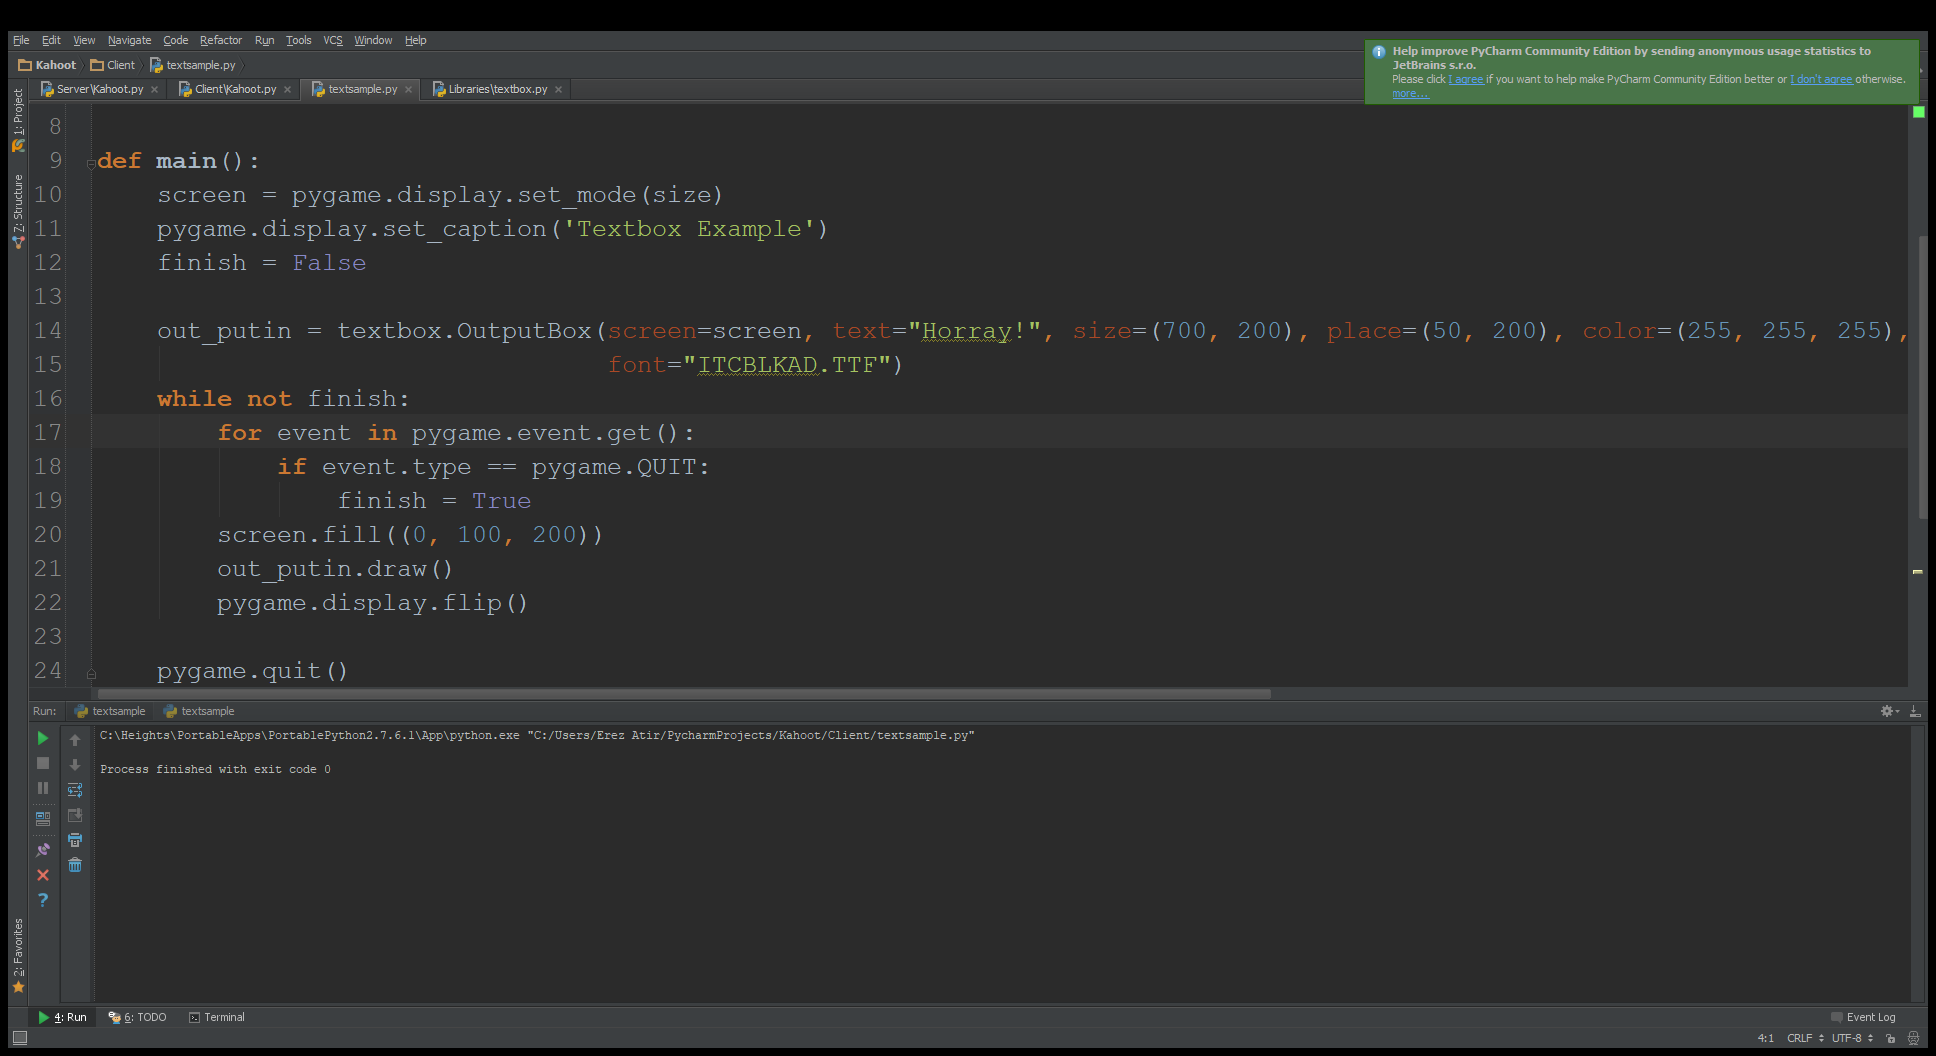 File Edit View Navigate Code Refactor Run Tools VCS Window Help
Help improve PyCharm Community Edition by sending anonymous usage statistics to
JetBrains s.r.o.
Please click I agree if you want to help make PyCharm Community Edition better or I don't agree otherwise.
more...
Kahoot Client textsample.py
Server\Kahoot.py Client\Kahoot.py textsample.py Libraries\textbox.py
1: Project
Z: Structure
2: Favorites
8
9 def main():
10 screen = pygame.display.set_mode(size)
11 pygame.display.set_caption('Textbox Example')
12 finish = False
13
14 out_putin = textbox.OutputBox(screen=screen, text="Horray!", size=(700, 200), place=(50, 200), color=(255, 255, 255),
15 font="ITCBLKAD.TTF")
16 while not finish:
17 for event in pygame.event.get():
18 if event.type == pygame.QUIT:
19 finish = True
20 screen.fill((0, 100, 200))
21 out_putin.draw()
22 pygame.display.flip()
23
24 pygame.quit()
Run: textsample textsample
C:\Heights\PortableApps\PortablePython2.7.6.1\App\python.exe "C:/Users/Erez Atir/PycharmProjects/Kahoot/Client/textsample.py"
Process finished with exit code 0
4: Run 6: TODO Terminal Event Log
4:1 CRLF UTF-8